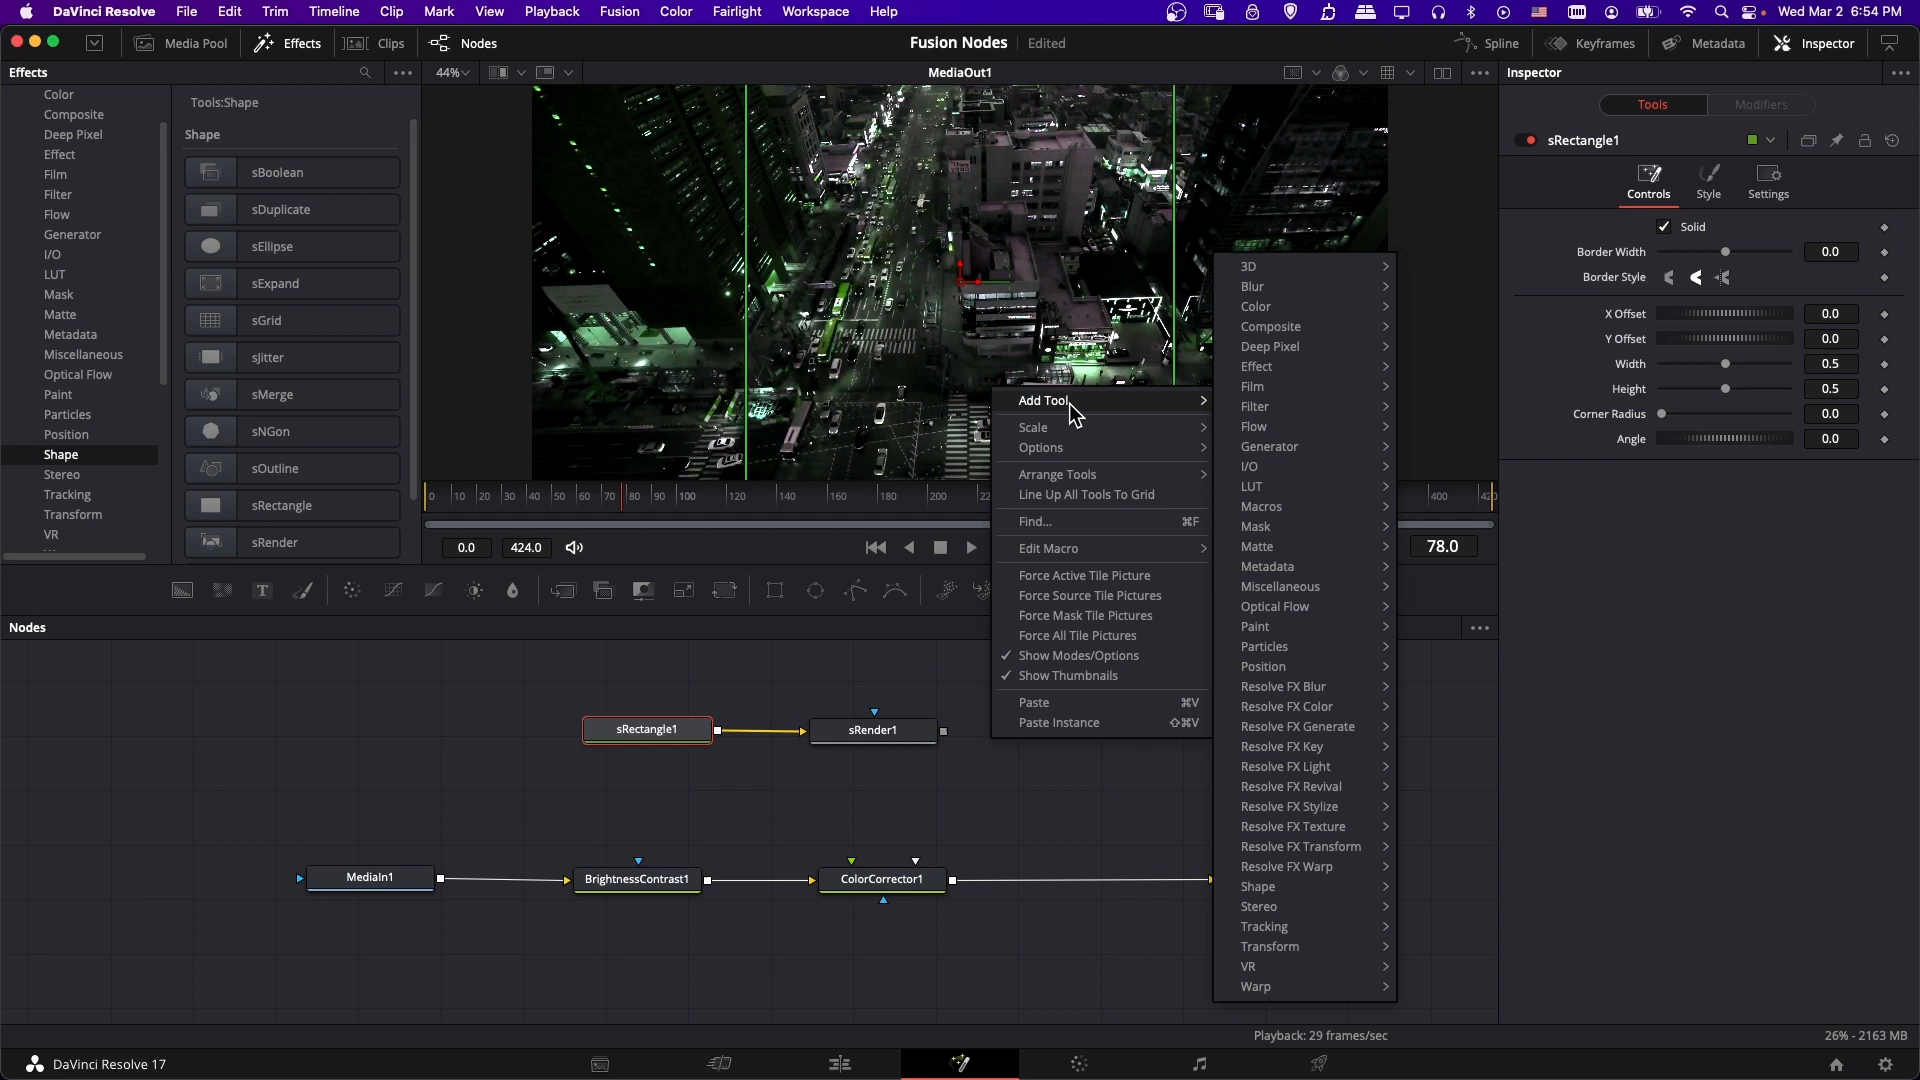 DaVinci Resolve File Edit Trim Timeline Clip Mark View Playback Fusion Color Fairlight Workspace Help Wed Mar 2 6:54 PM
Media Pool Effects Clips Nodes Fusion Nodes Edited Spline Keyframes Metadata Inspector
Effects 44% MediaOut1 Inspector
Color
Composite
Deep Pixel
Effect
Film
Filter
Flow
Generator
I/O
LUT
Mask
Matte
Metadata
Miscellaneous
Optical Flow
Paint
Particles
Position
Shape
Stereo
Tracking
Transform
VR
Tools:Shape
Shape
sBoolean
sDuplicate
sEllipse
sExpand
sGrid
sJitter
sMerge
sNGon
sOutline
sRectangle
sRender
0 10 20 30 40 50 60 70 80 90 100 120 140 160 180 200 400
0.0 424.0 78.0
Add Tool
Scale
Options
Arrange Tools
Line Up All Tools To Grid
Find... ⌘F
Edit Macro
Force Active Tile Picture
Force Source Tile Pictures
Force Mask Tile Pictures
Force All Tile Pictures
Show Modes/Options
Show Thumbnails
Paste ⌘V
Paste Instance ⇧⌘V
3D
Blur
Color
Composite
Deep Pixel
Effect
Film
Filter
Flow
Generator
I/O
LUT
Macros
Mask
Matte
Metadata
Miscellaneous
Optical Flow
Paint
Particles
Position
Resolve FX Blur
Resolve FX Color
Resolve FX Generate
Resolve FX Key
Resolve FX Light
Resolve FX Revival
Resolve FX Stylize
Resolve FX Texture
Resolve FX Transform
Resolve FX Warp
Shape
Stereo
Tracking
Transform
VR
Warp
Tools Modifiers
sRectangle1
Controls Style Settings
Solid
Border Width 0.0
Border Style
X Offset 0.0
Y Offset 0.0
Width 0.5
Height 0.5
Corner Radius 0.0
Angle 0.0
Nodes
sRectangle1 sRender1
MediaIn1 BrightnessContrast1 ColorCorrector1
Playback: 29 frames/sec 26% - 2163 MB
DaVinci Resolve 17